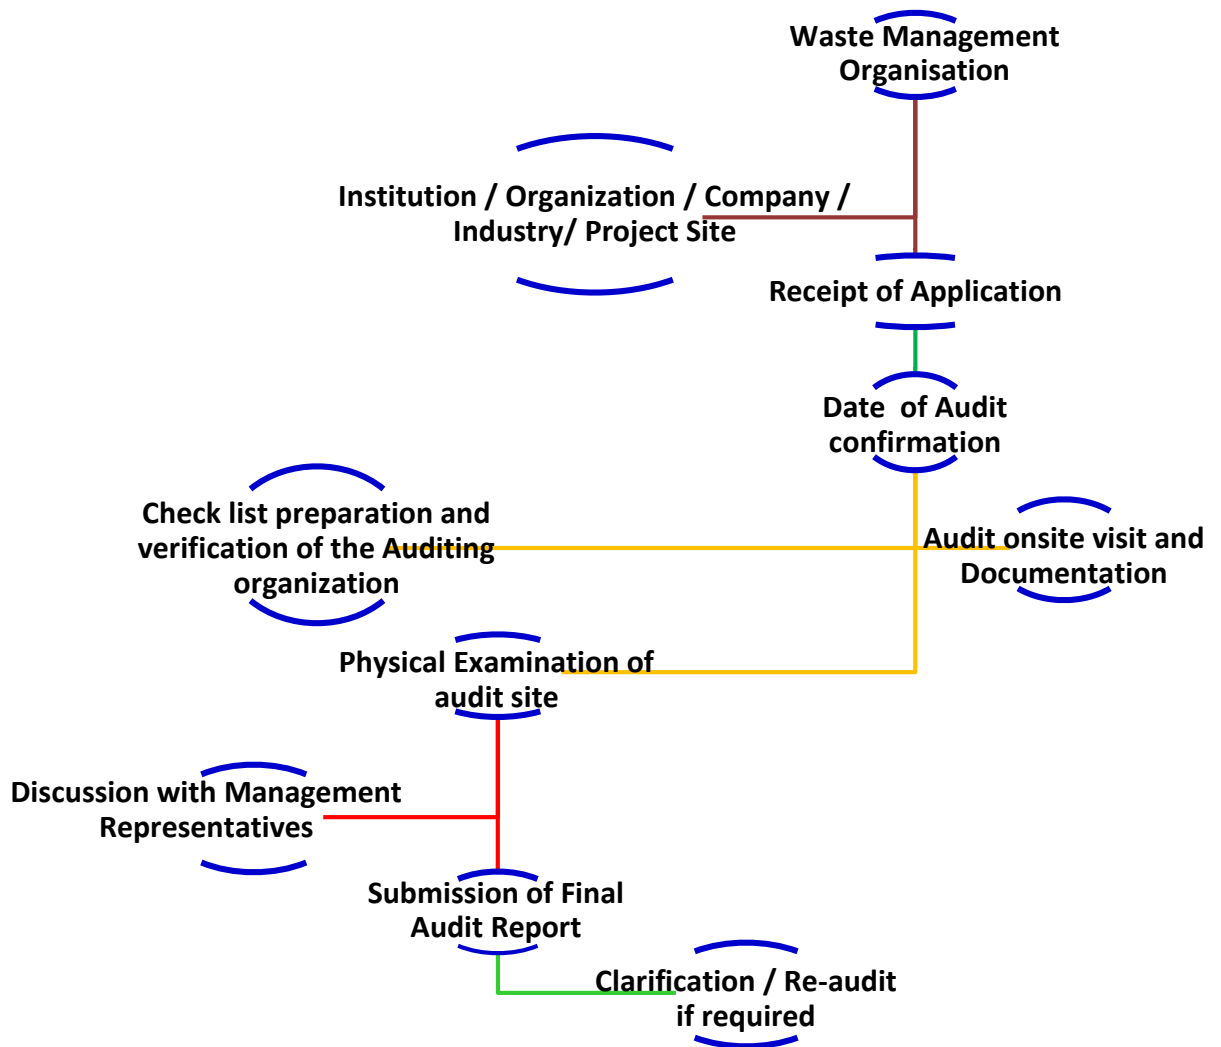 Waste Management
Organisation
Institution / Organization / Company /
Industry/ Project Site
Receipt of Application
Date  of Audit
confirmation
Check list preparation and
verification of the Auditing
organization
Audit onsite visit and
Documentation
Physical Examination of
audit site
Discussion with Management
Representatives
Submission of Final
Audit Report
Clarification / Re-audit
if required